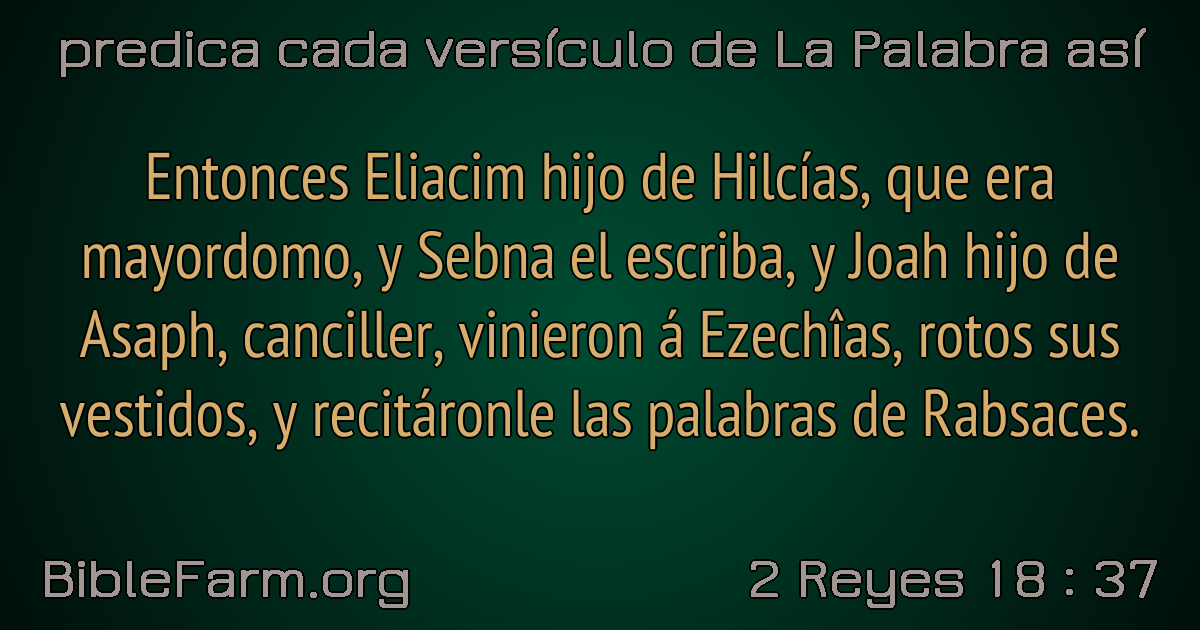 predica cada versículo de La Palabra así
Entonces Eliacim hijo de Hilcías, que era
mayordomo, y Sebna el escriba, y Joah hijo de
Asaph, canciller, vinieron á Ezechîas, rotos sus
vestidos, y recitáronle las palabras de Rabsaces.
BibleFarm.org
2 Reyes 18 : 37